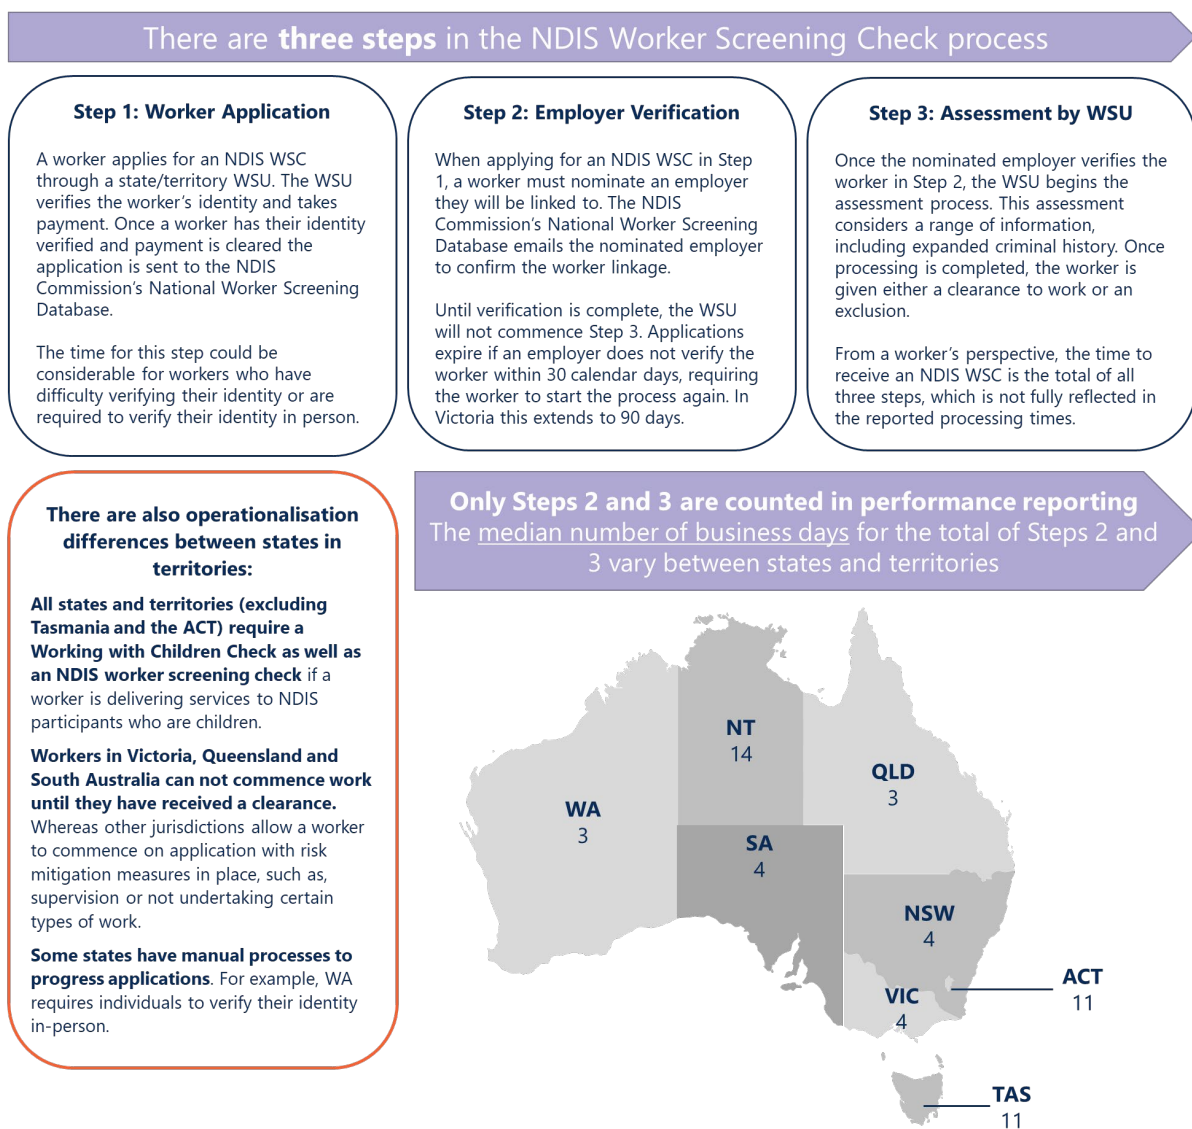 There are three steps in the NDIS Worker Screening Check process
Step 1: Worker Application
A worker applies for an NDIS WSC
through a state/territory WSU. The WSU
verifies the worker’s identity and takes
payment. Once a worker has their identity
verified and payment is cleared the
application is sent to the NDIS
Commission’s National Worker Screening
Database.
The time for this step could be
considerable for workers who have
difficulty verifying their identity or are
required to verify their identity in person.
Step 2: Employer Verification
When applying for an NDIS WSC in Step
1, a worker must nominate an employer
they will be linked to. The NDIS
Commission’s National Worker Screening
Database emails the nominated employer
to confirm the worker linkage.
Until verification is complete, the WSU
will not commence Step 3. Applications
expire if an employer does not verify the
worker within 30 calendar days, requiring
the worker to start the process again. In
Victoria this extends to 90 days.
Step 3: Assessment by WSU
Once the nominated employer verifies the
worker in Step 2, the WSU begins the
assessment process. This assessment
considers a range of information,
including expanded criminal history. Once
processing is completed, the worker is
given either a clearance to work or an
exclusion.
From a worker’s perspective, the time to
receive an NDIS WSC is the total of all
three steps, which is not fully reflected in
the reported processing times.
There are also operationalisation
differences between states in
territories:
All states and territories (excluding
Tasmania and the ACT) require a
Working with Children Check as well as
an NDIS worker screening check if a
worker is delivering services to NDIS
participants who are children.
Workers in Victoria, Queensland and
South Australia can not commence work
until they have received a clearance.
Whereas other jurisdictions allow a worker
to commence on application with risk
mitigation measures in place, such as,
supervision or not undertaking certain
types of work.
Some states have manual processes to
progress applications. For example, WA
requires individuals to verify their identity
in-person.
Only Steps 2 and 3 are counted in performance reporting
The median number of business days for the total of Steps 2 and
3 vary between states and territories
NT
14
QLD
3
WA
3
SA
4
NSW
4
ACT
11
VIC
4
TAS
11